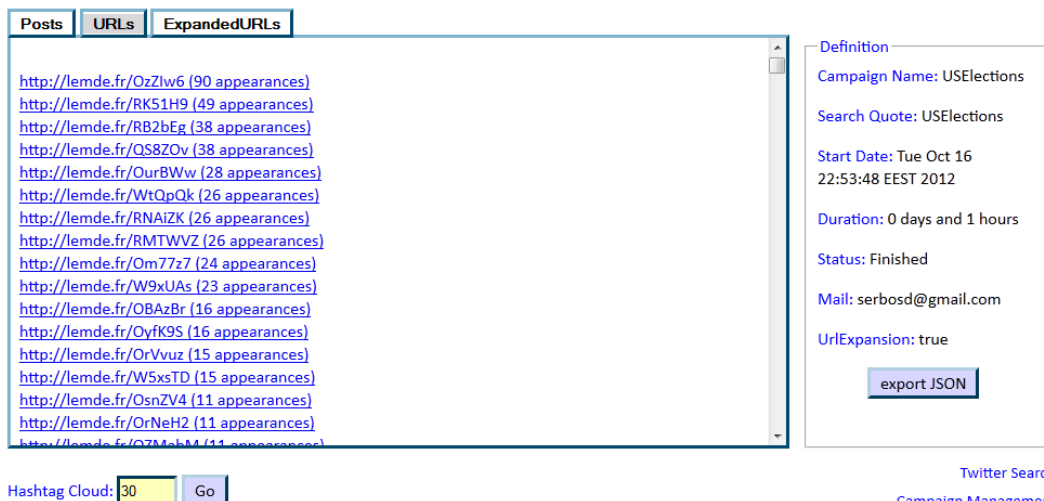 Posts URLs ExpandedURLs
http://lemde.fr/OzZIw6 (90 appearances)
http://lemde.fr/RK51H9 (49 appearances)
http://lemde.fr/RB2bEg (38 appearances)
http://lemde.fr/QS8ZOv (38 appearances)
http://lemde.fr/OurBWw (28 appearances)
http://lemde.fr/WtQpQk (26 appearances)
http://lemde.fr/RNAiZK (26 appearances)
http://lemde.fr/RMTWVZ (26 appearances)
http://lemde.fr/Om77z7 (24 appearances)
http://lemde.fr/W9xUAs (23 appearances)
http://lemde.fr/OBAzBr (16 appearances)
http://lemde.fr/OyfK9S (16 appearances)
http://lemde.fr/OrVvuz (15 appearances)
http://lemde.fr/W5xsTD (15 appearances)
http://lemde.fr/OsnZV4 (11 appearances)
http://lemde.fr/OrNeH2 (11 appearances)
(11 appearances)
Definition
Campaign Name: USElections
Search Quote: USElections
Start Date: Tue Oct 16
22:53:48 EEST 2012
Duration: 0 days and 1 hours
Status: Finished
Mail: serbosd@gmail.com
UrlExpansion: true
export JSON
Hashtag Cloud: 30 Go
Twitter Searc
Campaign Managemen